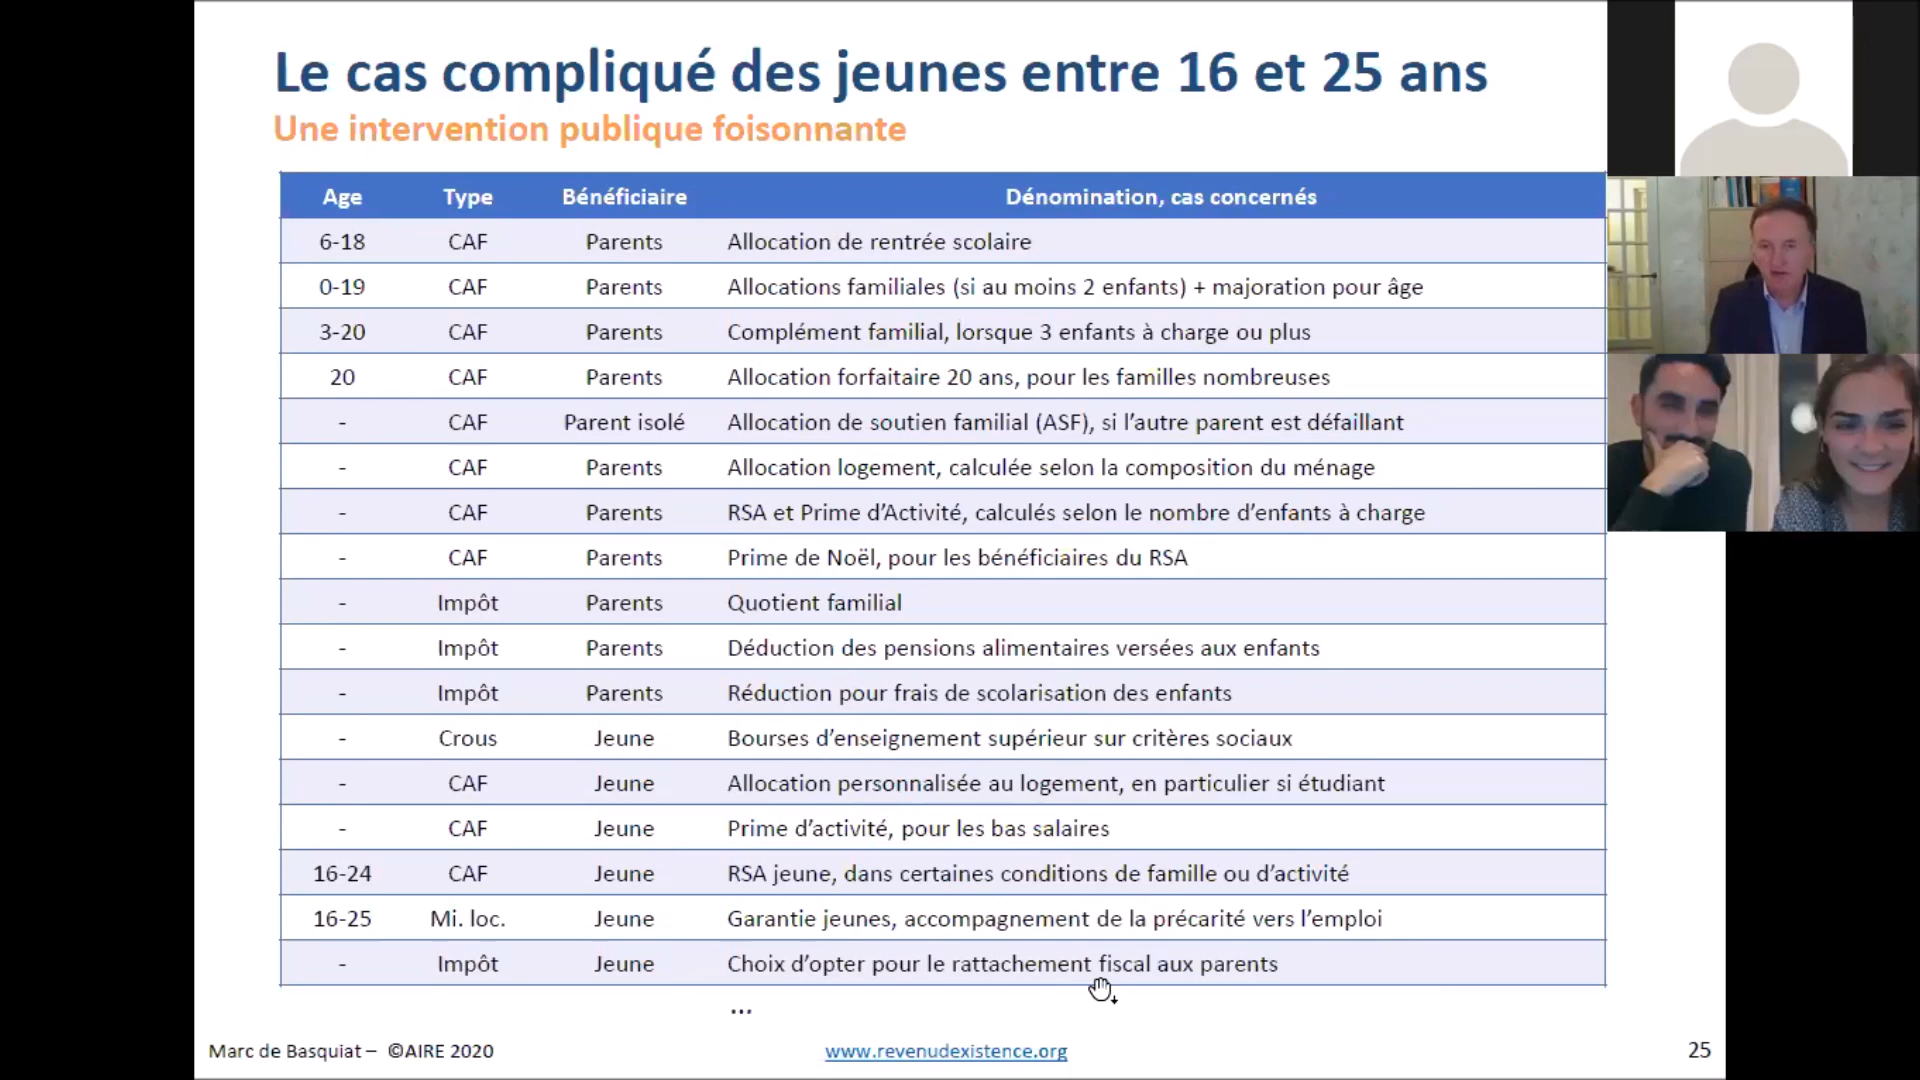 Le cas compliqué des jeunes entre 16 et 25 ans
Une intervention publique foisonnante
Age Type Bénéficiaire Dénomination, cas concernés
6-18 CAF Parents Allocation de rentrée scolaire
0-19 CAF Parents Allocations familiales (si au moins 2 enfants) + majoration pour âge
3-20 CAF Parents Complément familial, lorsque 3 enfants à charge ou plus
20 CAF Parents Allocation forfaitaire 20 ans, pour les familles nombreuses
- CAF Parent isolé Allocation de soutien familial (ASF), si l’autre parent est défaillant
- CAF Parents Allocation logement, calculée selon la composition du ménage
- CAF Parents RSA et Prime d’Activité, calculés selon le nombre d’enfants à charge
- CAF Parents Prime de Noël, pour les bénéficiaires du RSA
- Impôt Parents Quotient familial
- Impôt Parents Déduction des pensions alimentaires versées aux enfants
- Impôt Parents Réduction pour frais de scolarisation des enfants
- Crous Jeune Bourses d’enseignement supérieur sur critères sociaux
- CAF Jeune Allocation personnalisée au logement, en particulier si étudiant
- CAF Jeune Prime d’activité, pour les bas salaires
16-24 CAF Jeune RSA jeune, dans certaines conditions de famille ou d’activité
16-25 Mi. loc. Jeune Garantie jeunes, accompagnement de la précarité vers l’emploi
- Impôt Jeune Choix d’opter pour le rattachement fiscal aux parents
...
Marc de Basquiat – ©AIRE 2020 www.revenudexistence.org 25